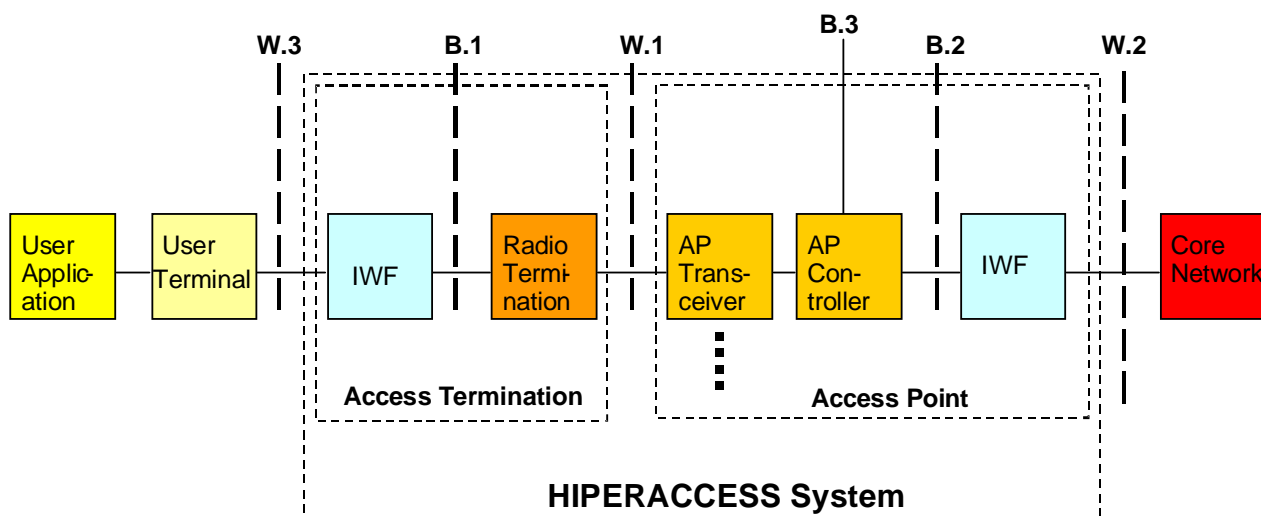 W.3
B.1
W.1
B.3
B.2
W.2
User
Applic-
ation
User
Terminal
IWF
Radio
Termi-
nation
AP
Trans-
ceiver
AP
Con-
troller
IWF
Core
Network
Access Termination
Access Point
HIPERACCESS System